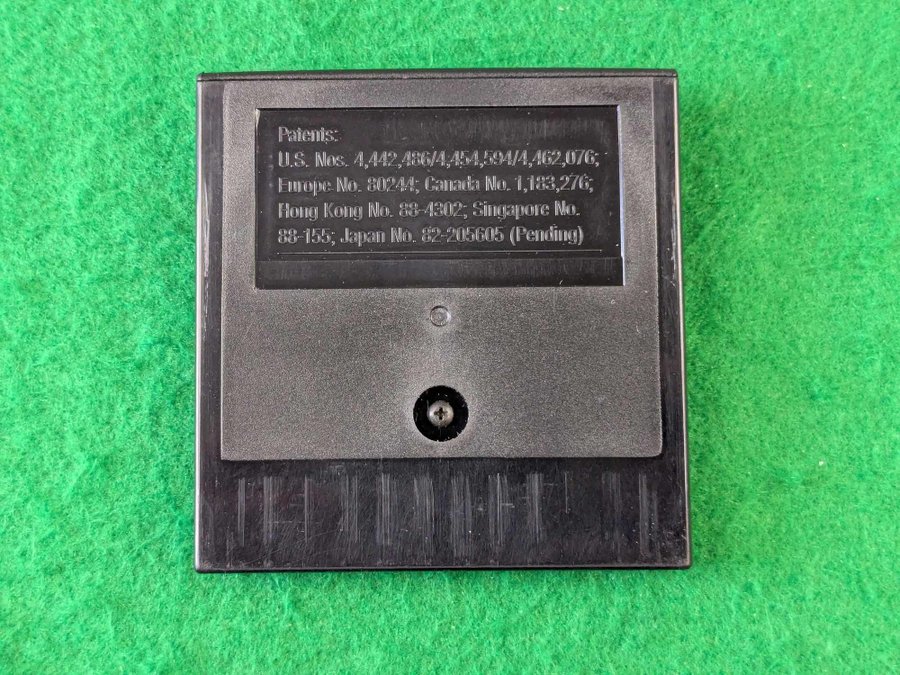 Patents:
U.S. Nos. 4,442,486/4,454,594/4,462,076;
Europe No. 80244; Canada No. 1,183,276;
Hong Kong No. 88-4302; Singapore No.
88-155; Japan No. 82-205605 (Pending)